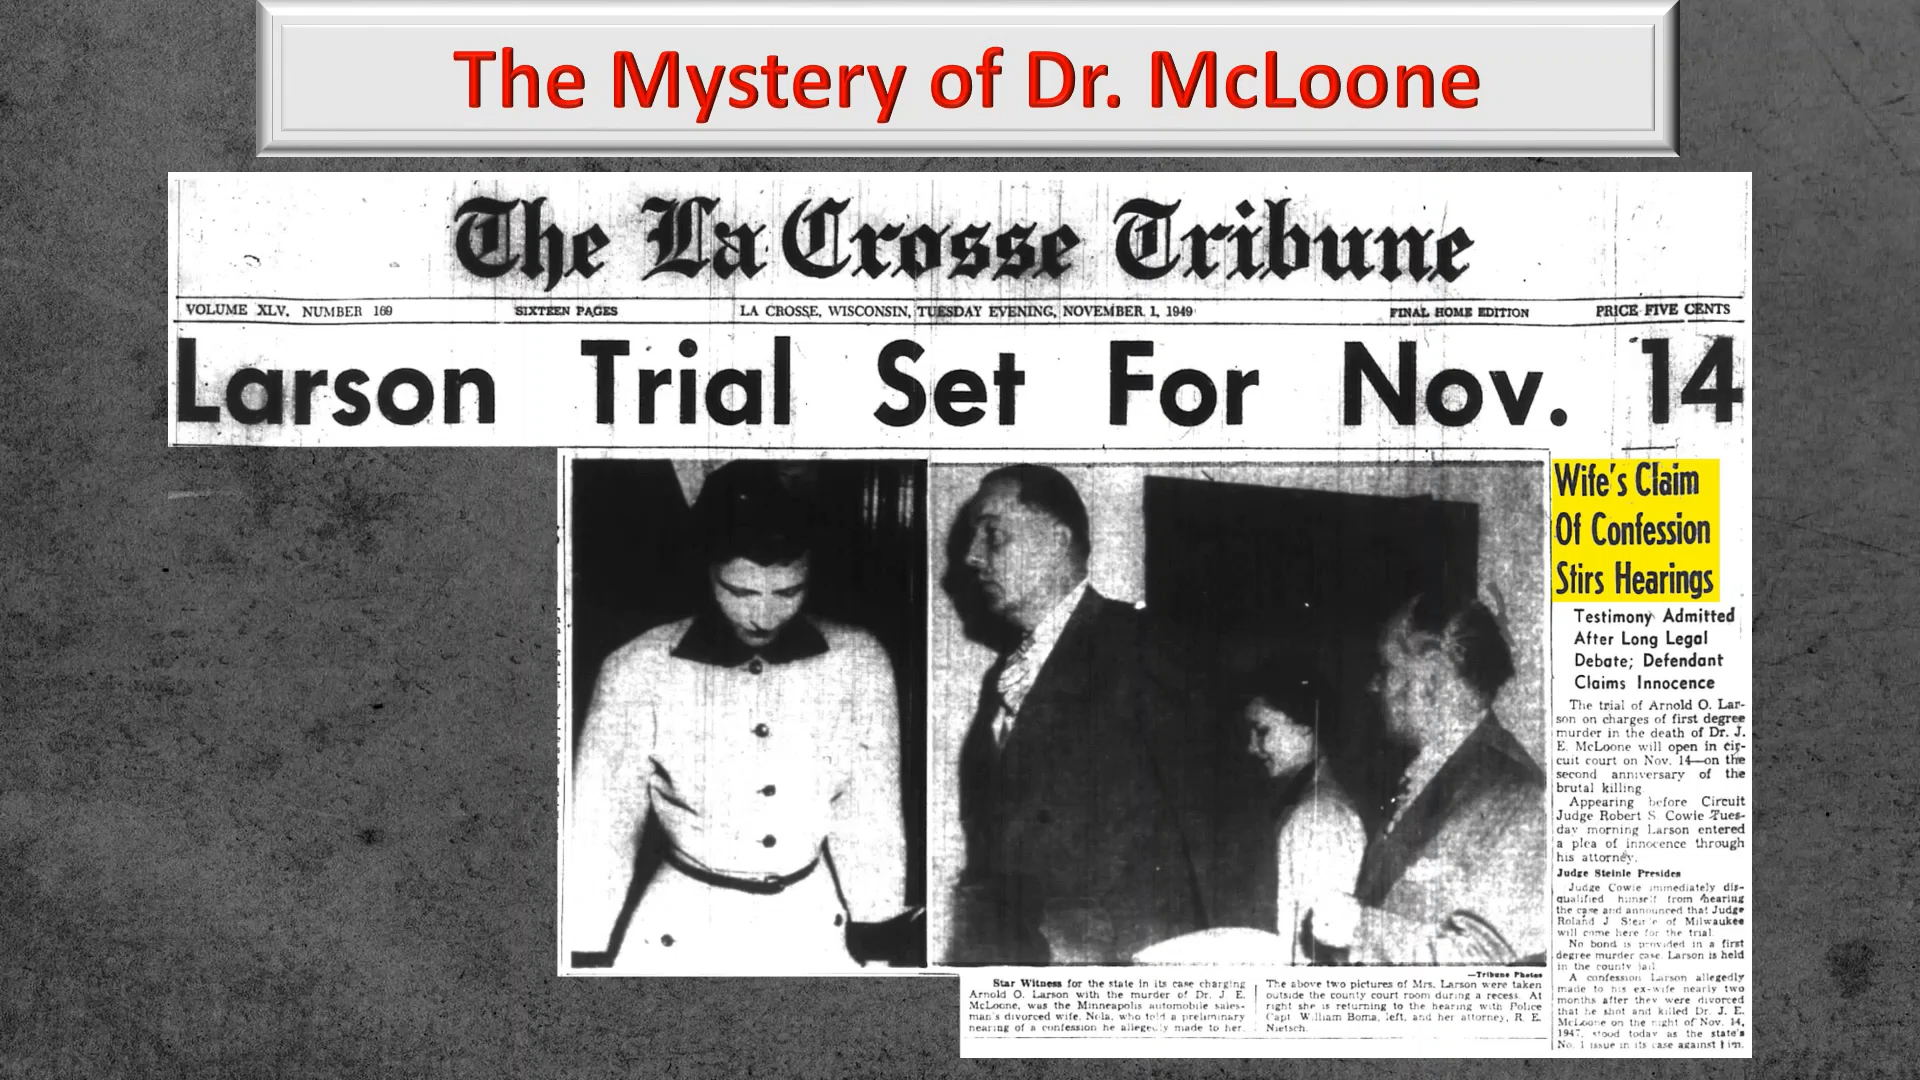 The Mystery of Dr. McLoone
The La Crosse Tribune
VOLUME XLV, NUMBER 169 SIXTEEN PAGES LA CROSSE, WISCONSIN, TUESDAY EVENING, NOVEMBER 1, 1949 FINAL HOME EDITION PRICE FIVE CENTS
Larson Trial Set For Nov. 14
Wife's Claim
Of Confession
Stirs Hearings
Testimony Admitted
After Long Legal
Debate; Defendant
Claims Innocence
The trial of Arnold O. Lar-
son on charges of first degree
murder in the death of Dr. J.
E. McLoone will open in cir-
cuit court on Nov. 14—on the
second anniversary of the
brutal killing
Appearing before Circuit
Judge Robert S. Cowie Tues-
day morning Larson entered
a plea of innocence through
his attorney.
Judge Steinle Presides
Judge Cowie immediately dis-
qualified himself from hearing
the case and announced that Judge
Roland J Steinle of Milwaukee
will come here for the trial.
No bond is provided in a first
degree murder case. Larson is held
in the county jail
A confession Larson allegedly
made to his ex-wife nearly two
months after they were divorced
that he shot and killed Dr. J. E.
McLoone on the night of Nov. 14,
1947, stood today as the state's
No. 1 issue in its case against him.
—Tribune Photos
Star Witness for the state in its case charging
Arnold O. Larson with the murder of Dr. J. E.
McLoone, was the Minneapolis automobile sales-
man's divorced wife, Nola, who told a preliminary
hearing of a confession he allegedly made to her.
The above two pictures of Mrs. Larson were taken
outside the county court room during a recess. At
right she is returning to the hearing with Police
Capt. William Boma, left, and her attorney, R. E.
Nietsch.